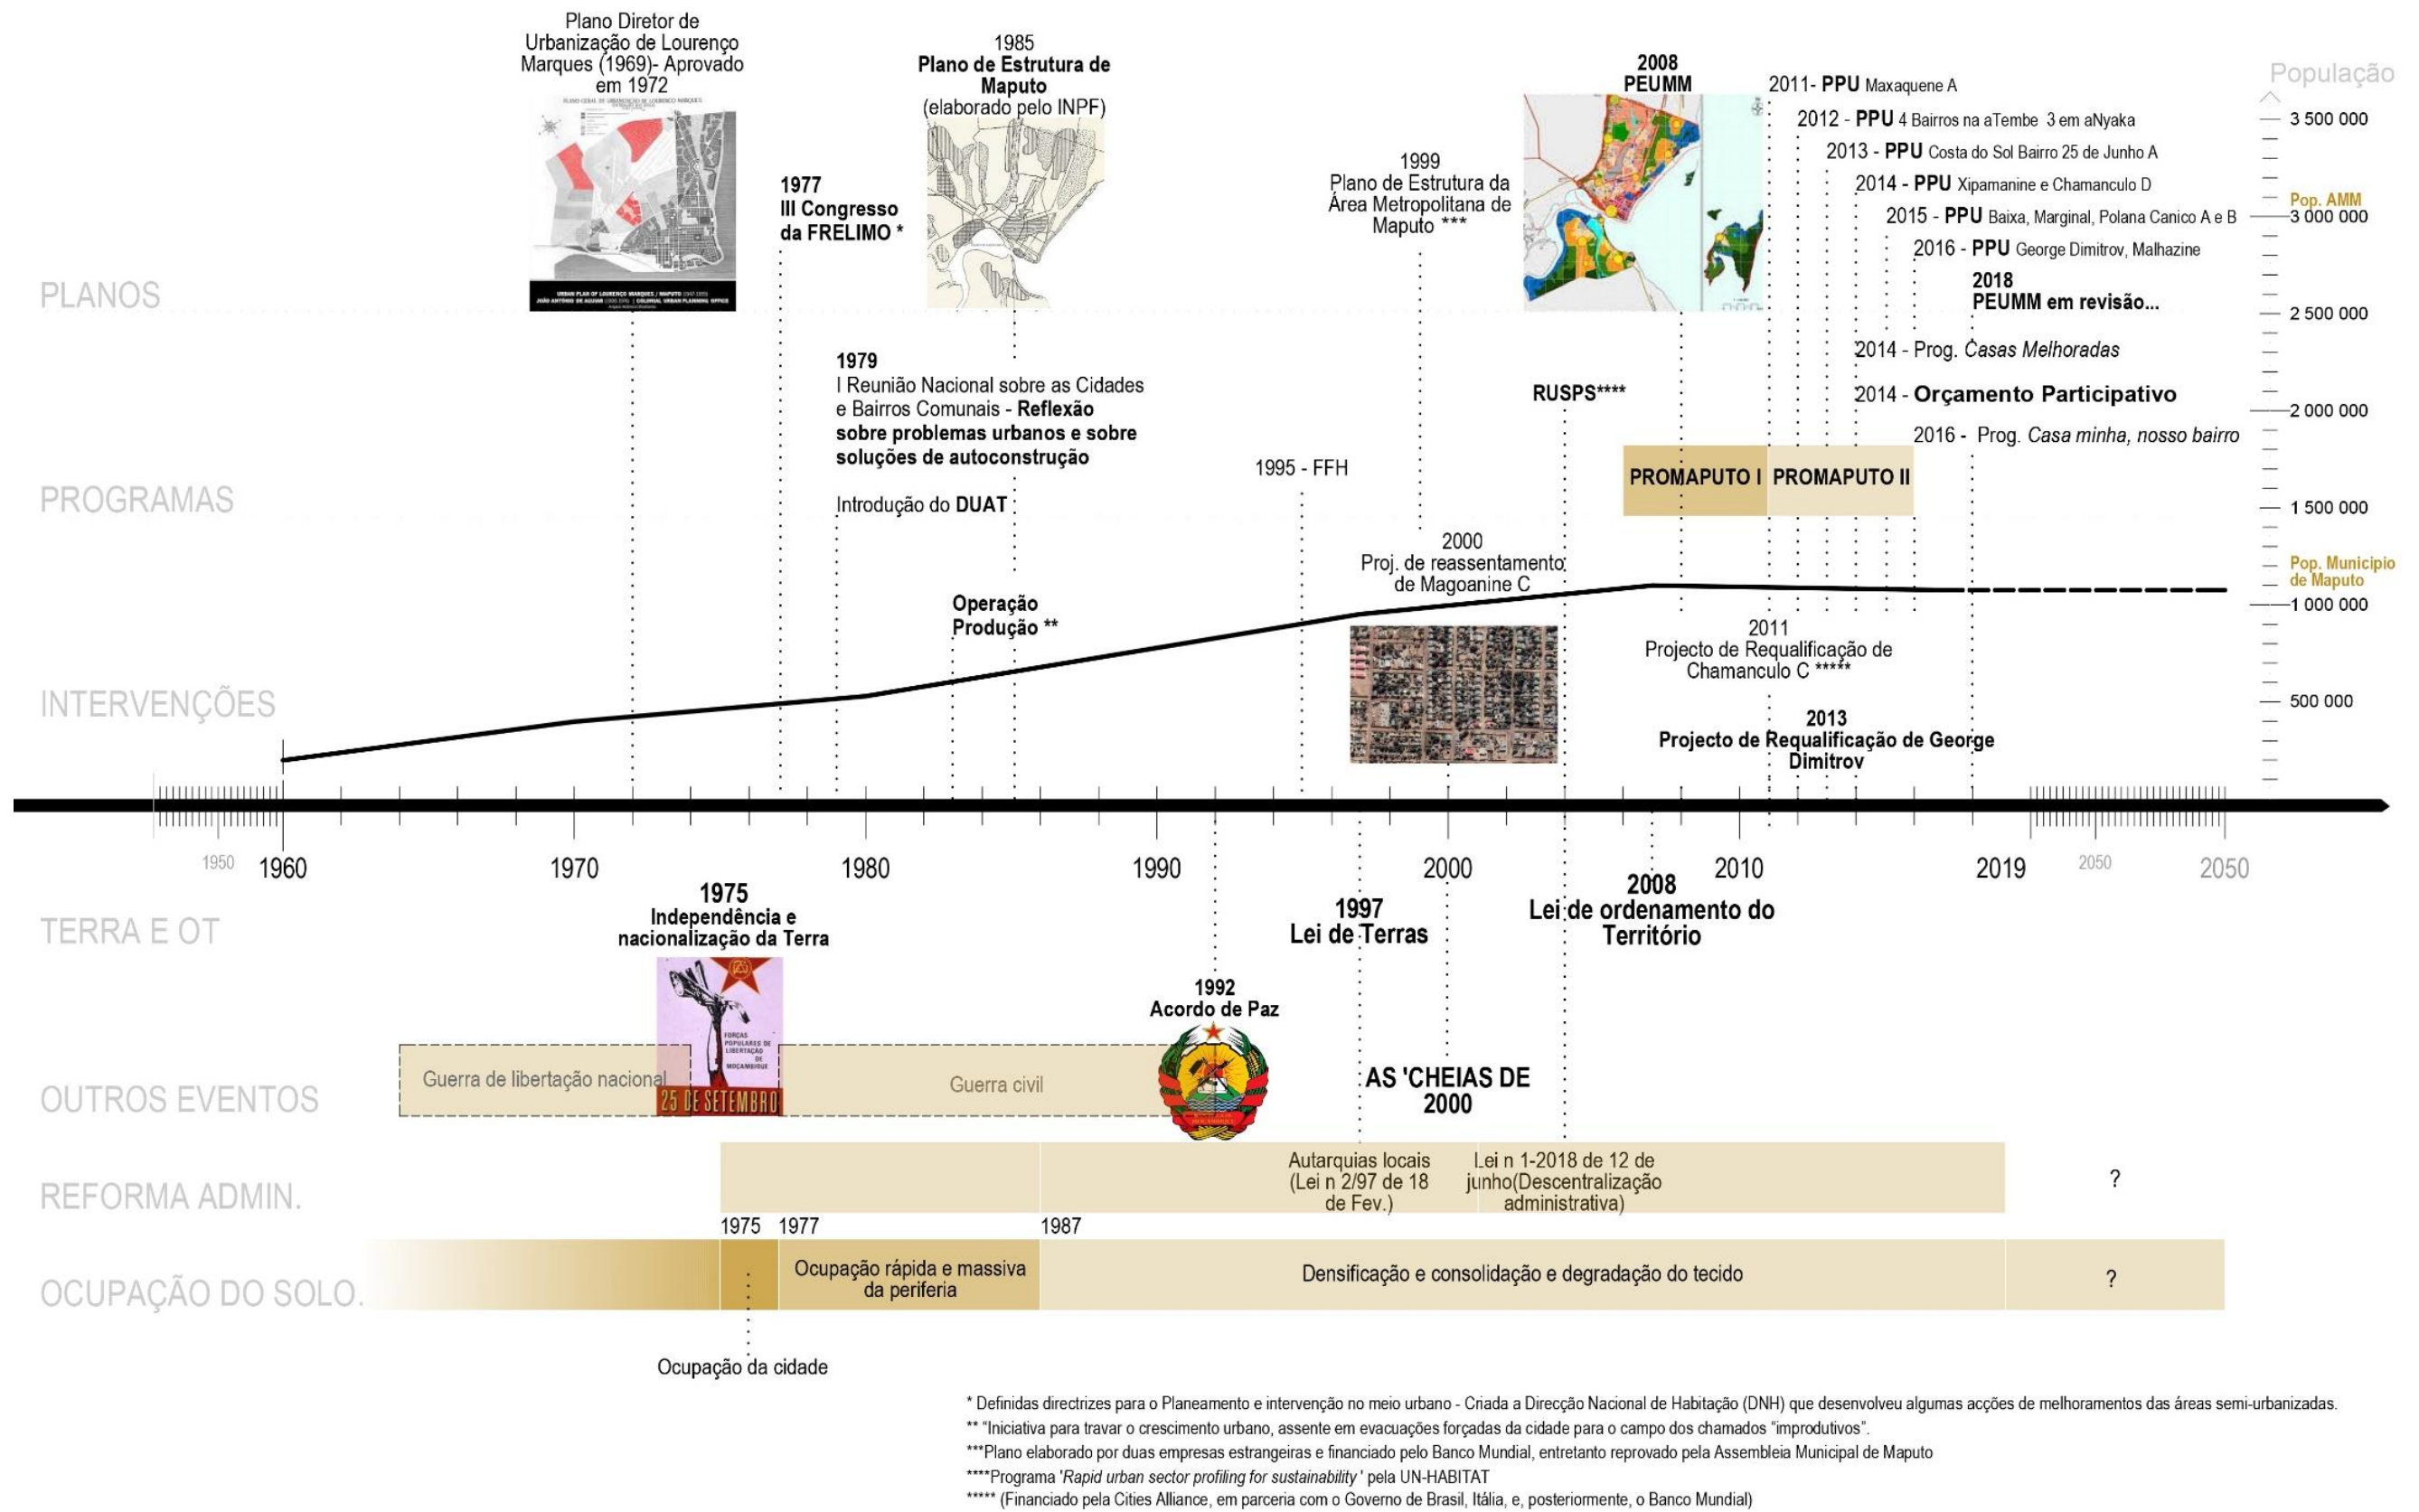 Plano Diretor de
Urbanização de Lourenço
Marques (1969)- Aprovado
em 1972
1985
Plano de Estrutura de
Maputo
(elaborado pelo INPF)
2008
PEUMM
2011- PPU Maxaquene A
2012 - PPU 4 Bairros na aTembe 3 em aNyaka
2013 - PPU Costa do Sol Bairro 25 de Junho A
2014 - PPU Xipamanine e Chamanculo D
2015 - PPU Baixa, Marginal, Polana Canico A e B
2016 - PPU George Dimitrov, Malhazine
2018
PEUMM em revisão...
População
3 500 000
Pop. AMM
3 000 000
2 500 000
2 000 000
1 500 000
Pop. Municipio
de Maputo
1 000 000
500 000
1977
III Congresso
da FRELIMO *
1999
Plano de Estrutura da
Área Metropolitana de
Maputo ***
URBAN PLAN OF LOURENÇO MARQUES / MAPUTO
PLANOS
1979
I Reunião Nacional sobre as Cidades
e Bairros Comunais - Reflexão
sobre problemas urbanos e sobre
soluções de autoconstrução
2014 - Prog. Casas Melhoradas
RUSPS****
2014 - Orçamento Participativo
2016 - Prog. Casa minha, nosso bairro
1995 - FFH
PROMAPUTO I
PROMAPUTO II
PROGRAMAS
Introdução do DUAT
2000
Proj. de reassentamento
de Magoanine C
Operação
Produção **
2011
Projecto de Requalificação de
Chamanculo C *****
INTERVENÇÕES
2013
Projecto de Requalificação de George
Dimitrov
1950
1960
1970
1980
1990
2000
2010
2019
2050
2050
TERRA E OT
1975
Independência e
nacionalização da Terra
1997
Lei de Terras
2008
Lei de ordenamento do
Território
1992
Acordo de Paz
FORÇAS
POPULARES DE
LIBERTAÇÃO
DE
MOÇAMBIQUE
25 DE SETEMBRO
OUTROS EVENTOS
Guerra de libertação nacional
Guerra civil
AS 'CHEIAS DE
2000
REFORMA ADMIN.
Autarquias locais
(Lei n 2/97 de 18
de Fev.)
Lei n 1-2018 de 12 de
junho(Descentralização
administrativa)
?
1975
1977
1987
OCUPAÇÃO DO SOLO.
Ocupação rápida e massiva
da periferia
Densificação e consolidação e degradação do tecido
?
Ocupação da cidade
* Definidas directrizes para o Planeamento e intervenção no meio urbano - Criada a Direcção Nacional de Habitação (DNH) que desenvolveu algumas acções de melhoramentos das áreas semi-urbanizadas.
** “Iniciativa para travar o crescimento urbano, assente em evacuações forçadas da cidade para o campo dos chamados “improdutivos”.
***Plano elaborado por duas empresas estrangeiras e financiado pelo Banco Mundial, entretanto reprovado pela Assembleia Municipal de Maputo
****Programa 'Rapid urban sector profiling for sustainability ' pela UN-HABITAT
***** (Financiado pela Cities Alliance, em parceria com o Governo de Brasil, Itália, e, posteriormente, o Banco Mundial)